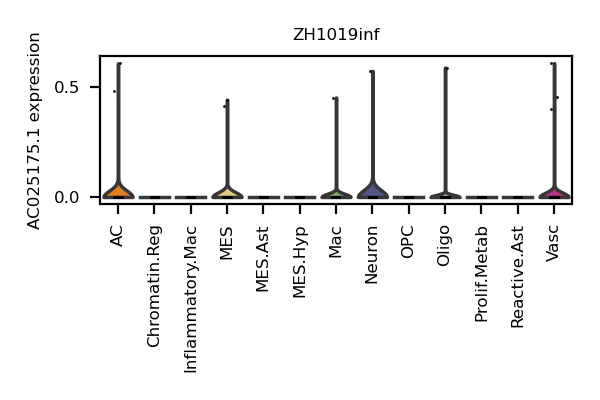 ZH1019inf
AC025175.1 expression
0.5
0.0
AC
Chromatin.Reg
Inflammatory.Mac
MES
MES.Ast
MES.Hyp
Mac
Neuron
OPC
Oligo
Prolif.Metab
Reactive.Ast
Vasc